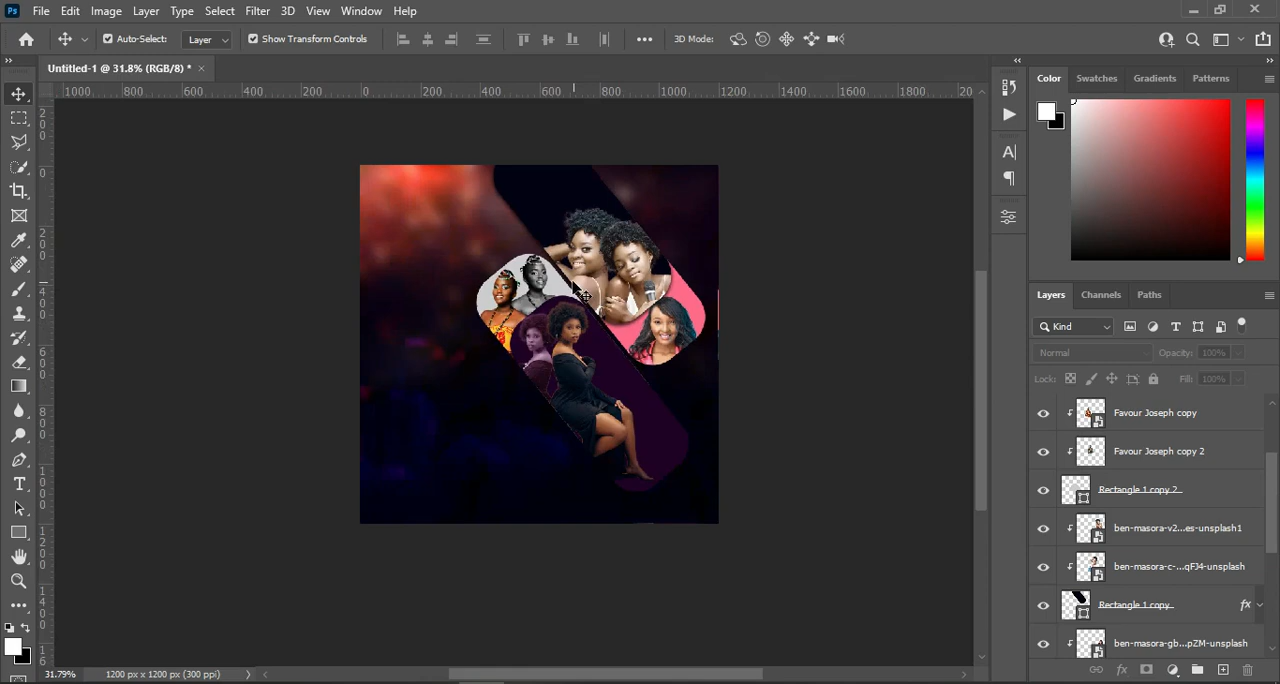 Ps File Edit Image Layer Type Select Filter 3D View Window Help
Auto-Select: Layer Show Transform Controls 3D Mode:
Untitled-1 @ 31.8% (RGB/8) *
1000 800 600 400 200 0 200 400 600 800 1000 1200 1400 1600 1800 20
Color Swatches Gradients Patterns
Layers Channels Paths
Kind
Normal Opacity: 100%
Lock: Fill: 100%
Favour Joseph copy
Favour Joseph copy 2
Rectangle 1 copy 2
ben-masora-v2...es-unsplash1
ben-masora-c-...qFJ4-unsplash
Rectangle 1 copy fx
ben-masora-gb...pZM-unsplash
31.79% 1200 px x 1200 px (300 ppi)